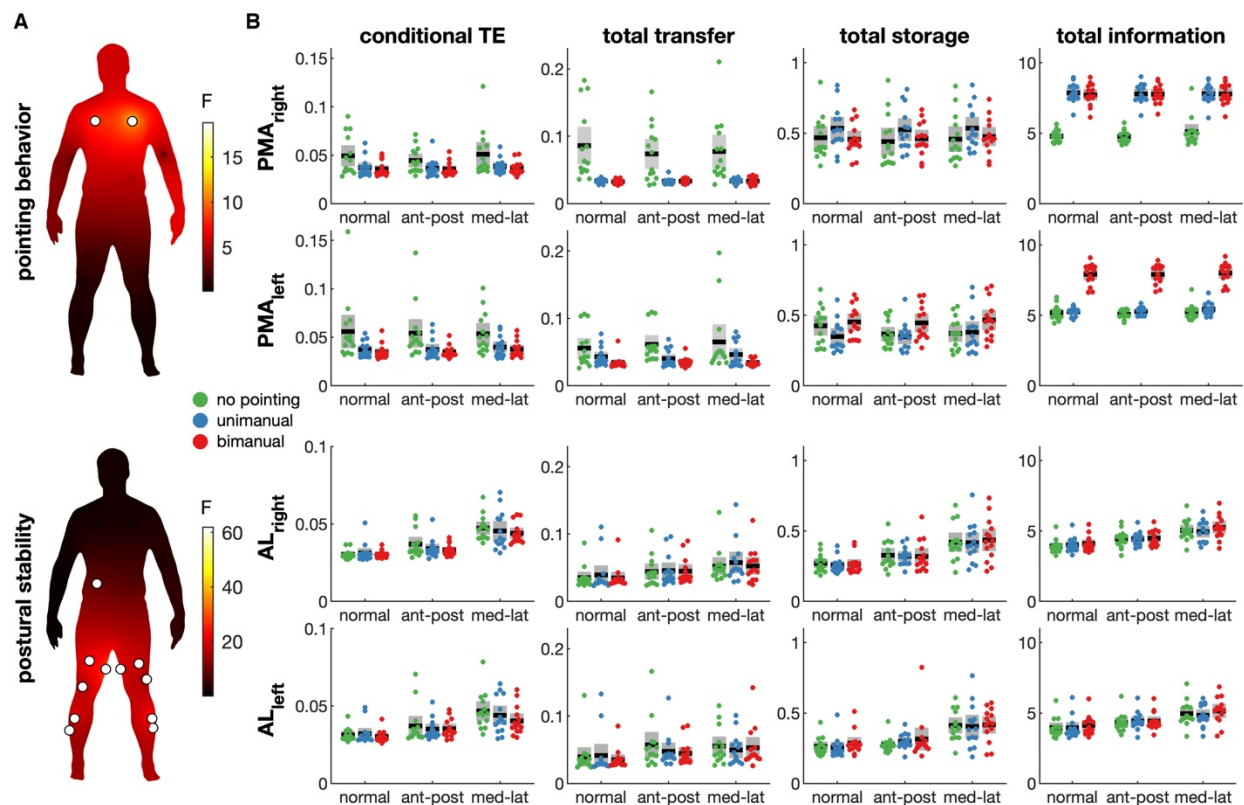 A
B
conditional TE
total transfer
total storage
total information
pointing behavior
F
15
10
5
PMAright
0.15
0.1
0.05
0
normal ant-post med-lat
0.2
0.1
0
normal ant-post med-lat
1
0.5
0
normal ant-post med-lat
10
5
0
normal ant-post med-lat
PMAleft
0.15
0.1
0.05
0
normal ant-post med-lat
0.2
0.1
0
normal ant-post med-lat
1
0.5
0
normal ant-post med-lat
10
5
0
normal ant-post med-lat
no pointing
unimanual
bimanual
postural stability
F
60
40
20
ALright
0.1
0.05
0
normal ant-post med-lat
0.2
0.1
0
normal ant-post med-lat
1
0.5
0
normal ant-post med-lat
10
5
0
normal ant-post med-lat
ALleft
0.1
0.05
0
normal ant-post med-lat
0.2
0.1
0
normal ant-post med-lat
1
0.5
0
normal ant-post med-lat
10
5
0
normal ant-post med-lat